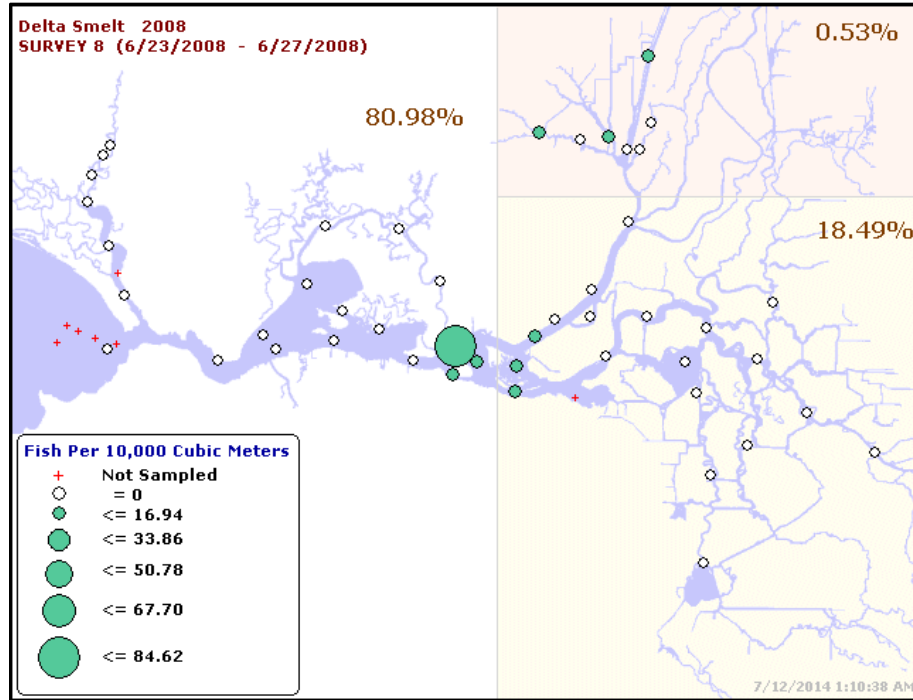 Delta Smelt 2008
SURVEY 8 (6/23/2008 - 6/27/2008)
0.53%
80.98%
18.49%
Fish Per 10,000 Cubic Meters
Not Sampled
= 0
<= 16.94
<= 33.86
<= 50.78
<= 67.70
<= 84.62
7/12/2014 1:10:38 AM